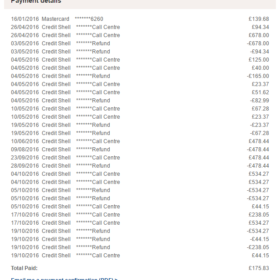 Payment details
16/01/2016 Mastercard *******6260 £139.68
26/04/2016 Credit Shell *******Call Centre £94.34
26/04/2016 Credit Shell *******Call Centre £678.00
03/05/2016 Credit Shell *******Refund -£678.00
03/05/2016 Credit Shell *******Refund -£94.34
04/05/2016 Credit Shell *******Call Centre £125.00
04/05/2016 Credit Shell *******Call Centre £40.00
04/05/2016 Credit Shell *******Refund -£165.00
04/05/2016 Credit Shell *******Call Centre £23.37
04/05/2016 Credit Shell *******Call Centre £51.62
04/05/2016 Credit Shell *******Refund -£82.99
10/05/2016 Credit Shell *******Call Centre £67.28
10/05/2016 Credit Shell *******Call Centre £23.37
19/05/2016 Credit Shell *******Refund -£23.37
19/05/2016 Credit Shell *******Refund -£67.28
19/06/2016 Credit Shell *******Call Centre £478.44
09/08/2016 Credit Shell *******Refund -£478.44
23/09/2016 Credit Shell *******Call Centre £478.44
28/09/2016 Credit Shell *******Refund -£478.44
04/10/2016 Credit Shell *******Call Centre £534.27
04/10/2016 Credit Shell *******Call Centre £534.27
05/10/2016 Credit Shell *******Refund -£534.27
05/10/2016 Credit Shell *******Refund -£534.27
05/10/2016 Credit Shell *******Call Centre £44.15
17/10/2016 Credit Shell *******Call Centre £238.05
17/10/2016 Credit Shell *******Call Centre £534.27
19/10/2016 Credit Shell *******Refund -£534.27
19/10/2016 Credit Shell *******Refund -£44.15
19/10/2016 Credit Shell *******Refund -£238.05
19/10/2016 Credit Shell *******Call Centre £44.15
Total Paid: £175.83